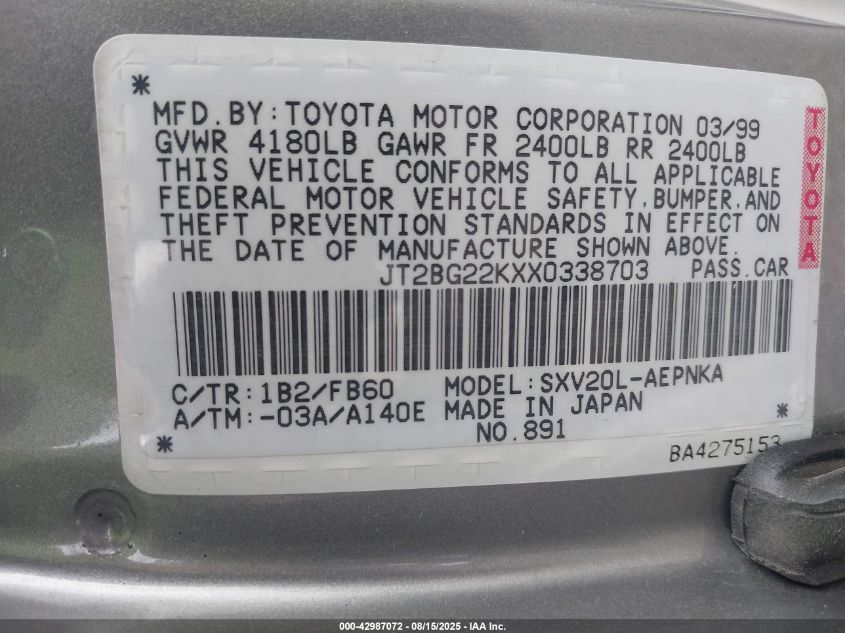 MFD.BY:TOYOTA MOTOR CORPORATION 03/99
GVWR 4180LB GAWR FR 2400LB RR 2400LB
THIS VEHICLE CONFORMS TO ALL APPLICABLE
FEDERAL MOTOR VEHICLE SAFETY,BUMPER,AND
THEFT PREVENTION STANDARDS IN EFFECT ON
THE DATE OF MANUFACTURE SHOWN ABOVE.
JT2BG22KXX0338703 PASS.CAR
TOYOTA
C/TR:1B2/FB60 MODEL:SXV20L-AEPNKA
A/TM:-03A/A140E MADE IN JAPAN
NO.891
BA4275153
000-42987072 - 08/15/2025 - IAA Inc.